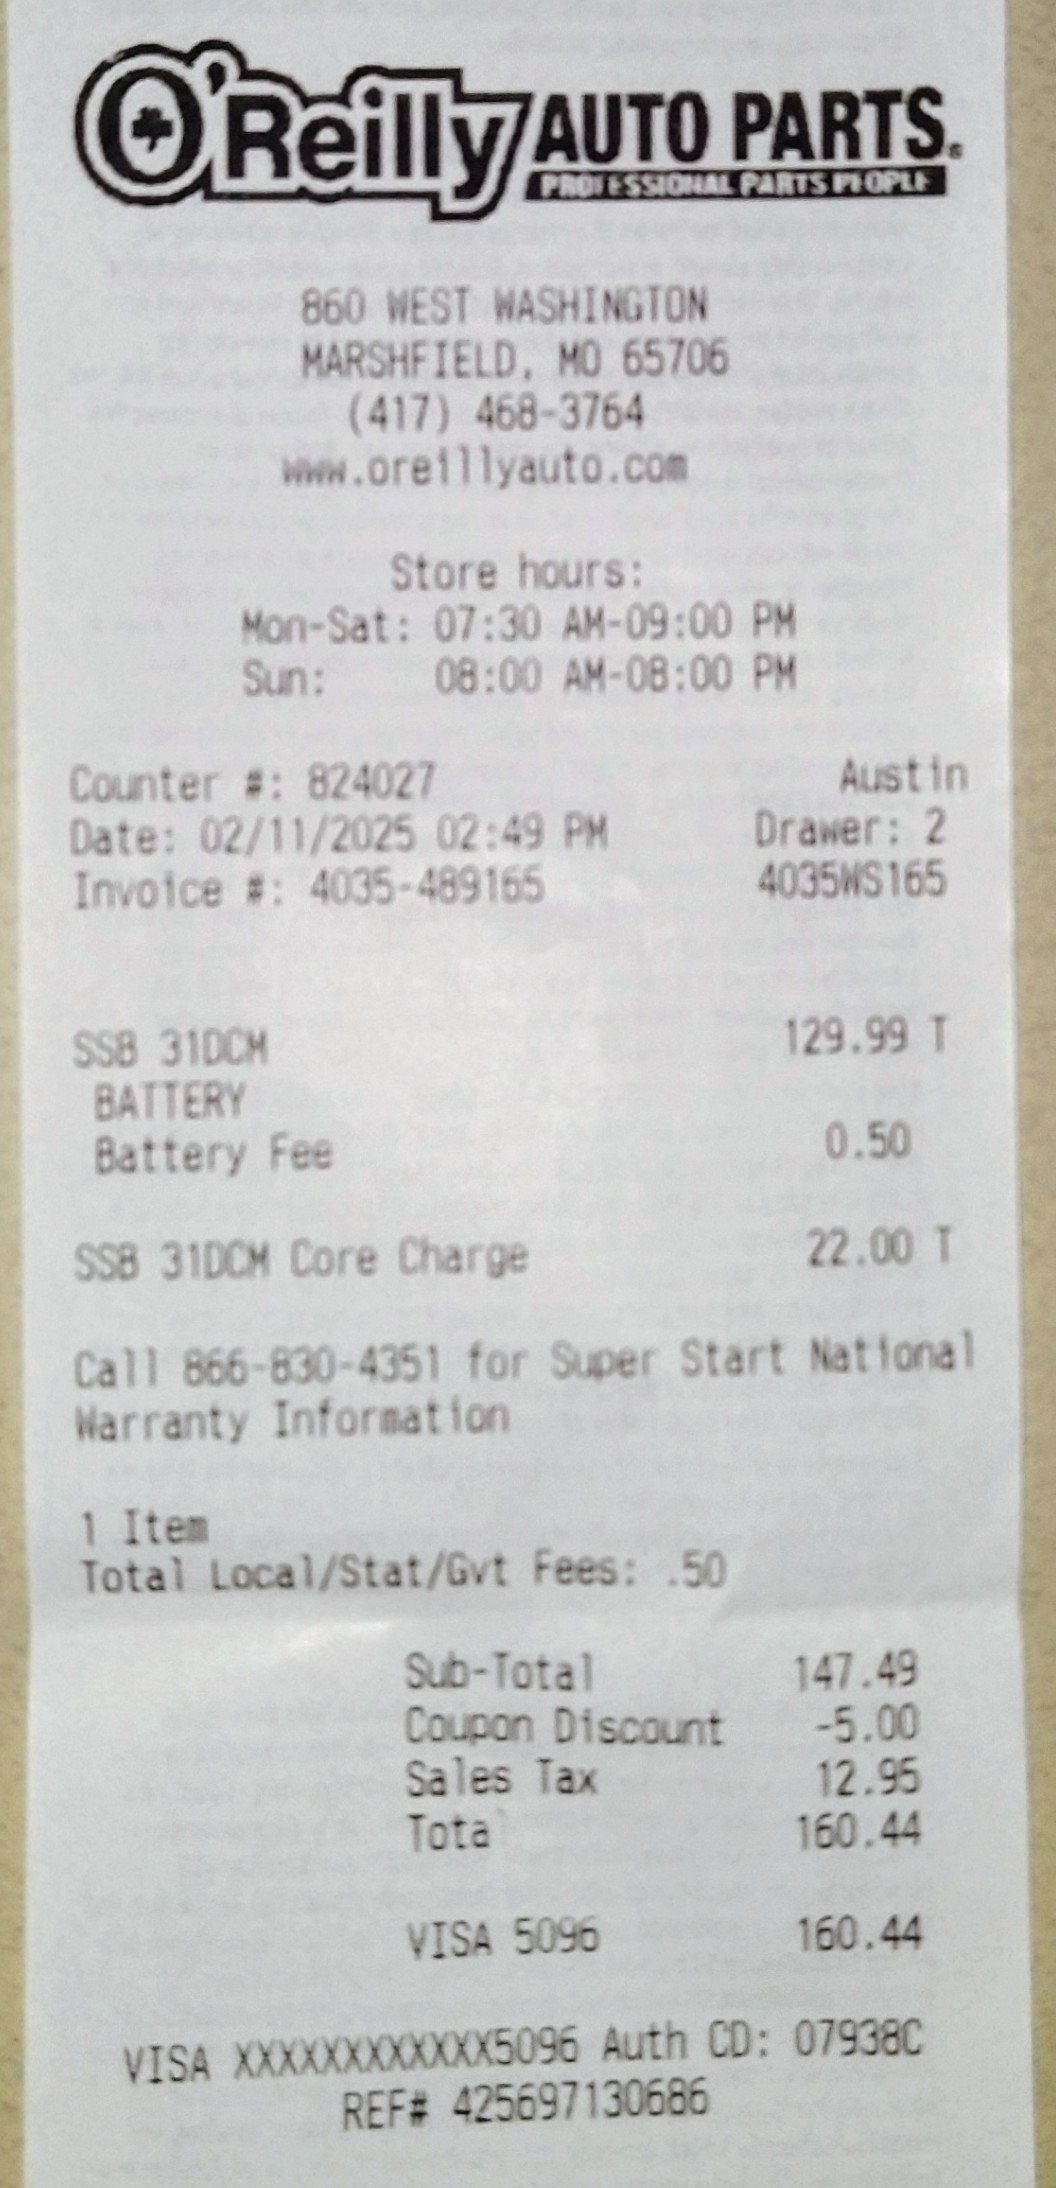 O'Reilly AUTO PARTS®
PROFESSIONAL PARTS PEOPLE
860 WEST WASHINGTON
MARSHFIELD, MO 65706
(417) 468-3764
www.oreillyauto.com
Store hours:
Mon-Sat: 07:30 AM-09:00 PM
Sun: 08:00 AM-08:00 PM
Counter #: 824027 Austin
Date: 02/11/2025 02:49 PM Drawer: 2
Invoice #: 4035-489165 4035WS165
SSB 31DCM 129.99 T
BATTERY
Battery Fee 0.50
SSB 31DCM Core Charge 22.00 T
Call 866-830-4351 for Super Start National
Warranty Information
1 Item
Total Local/Stat/Gvt Fees: .50
Sub-Total 147.49
Coupon Discount -5.00
Sales Tax 12.95
Total 160.44
VISA 5096 160.44
VISA XXXXXXXXXXXX5096 Auth CD: 07938C
REF# 425697130686